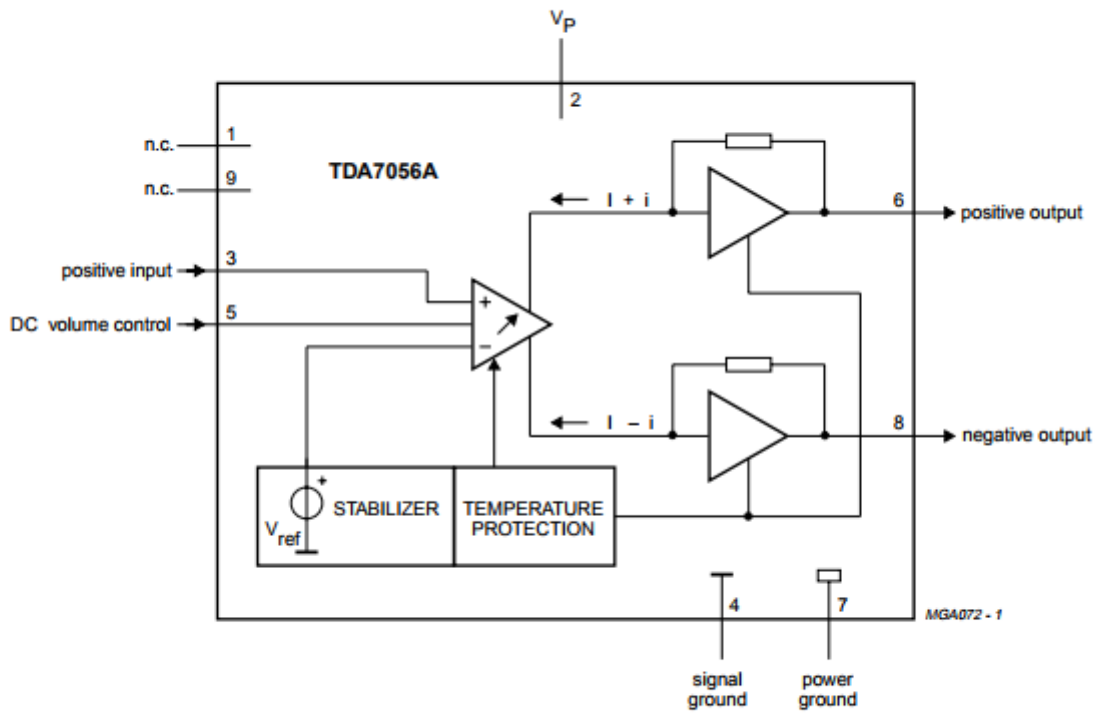 VP
2
n.c.
1
TDA7056A
n.c.
9
I + i
6
positive output
positive input
3
+
DC volume control
5
−
I − i
8
negative output
+
STABILIZER
TEMPERATURE
PROTECTION
Vref
4
7
MGA072 - 1
signal
ground
power
ground